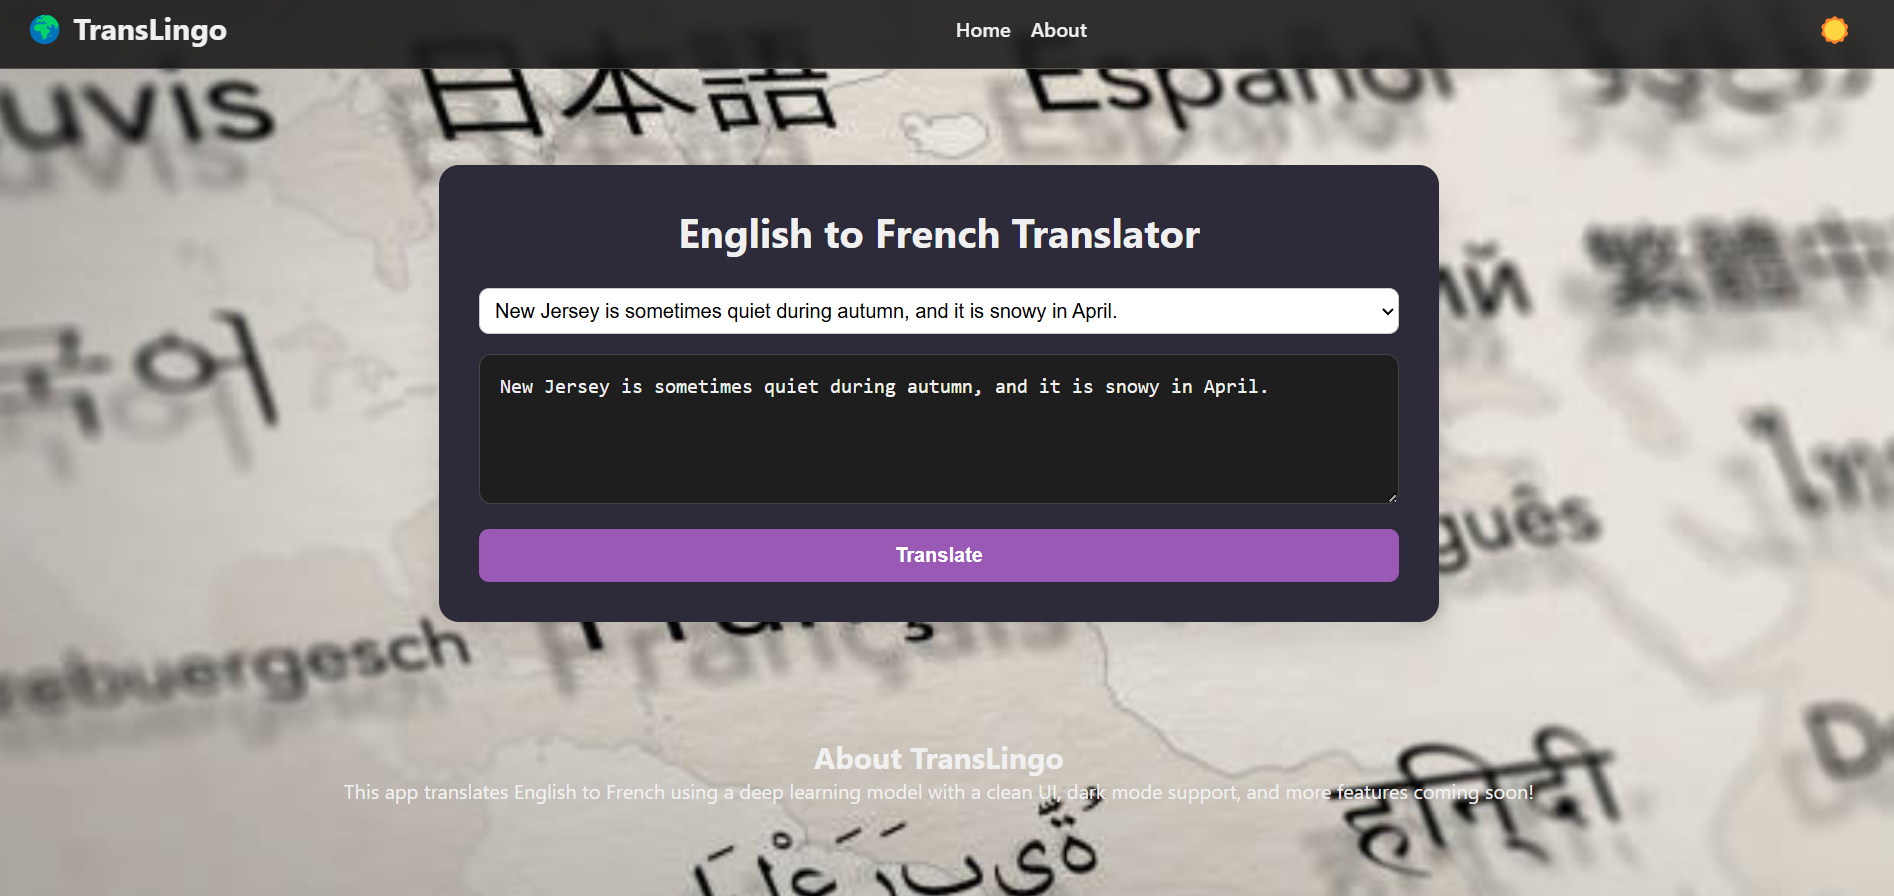 TransLingo
Home About
日本語
Español
uvis
English to French Translator
New Jersey is sometimes quiet during autumn, and it is snowy in April.
New Jersey is sometimes quiet during autumn, and it is snowy in April.
Translate
guês
ebuergesch
Français
About TransLingo
This app translates English to French using a deep learning model with a clean UI, dark mode support, and more features coming soon!
हिन्दी